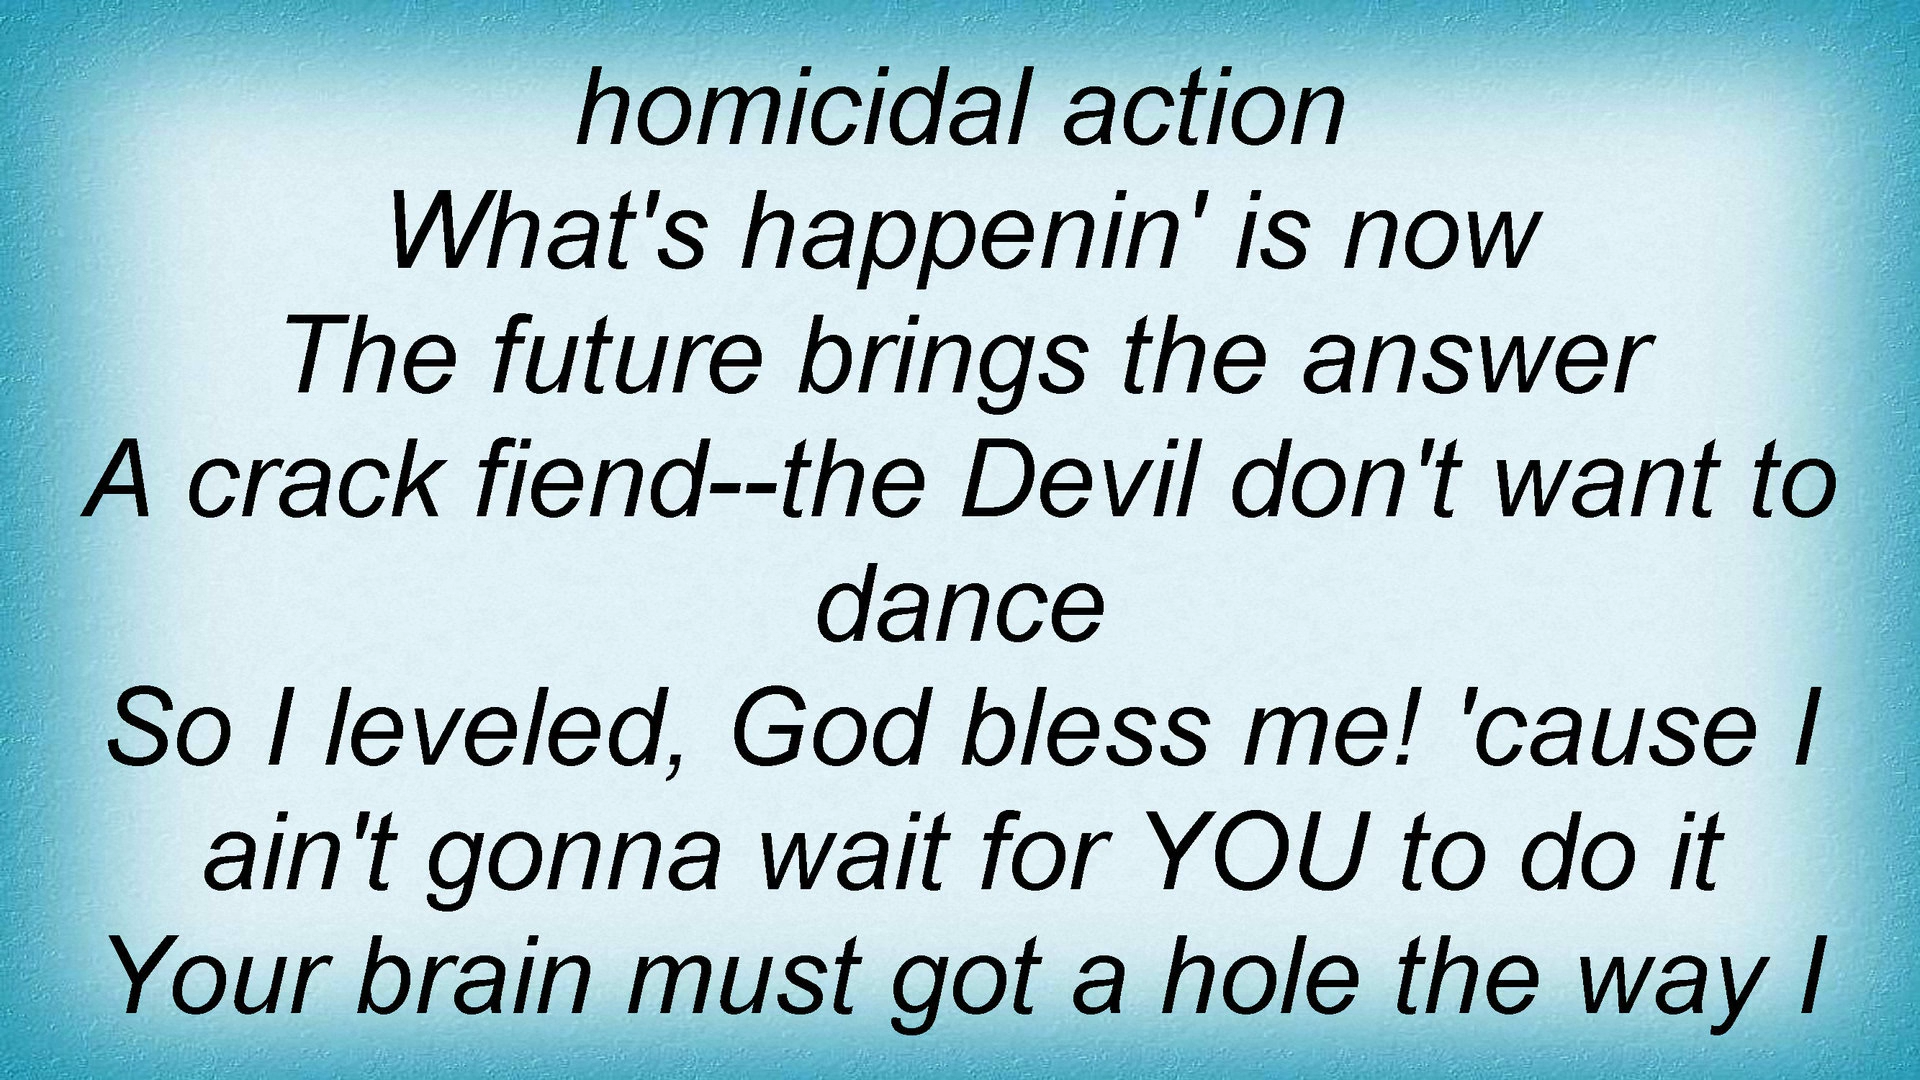 homicidal action
What's happenin' is now
The future brings the answer
A crack fiend--the Devil don't want to
dance
So I leveled, God bless me! 'cause I
ain't gonna wait for YOU to do it
Your brain must got a hole the way I